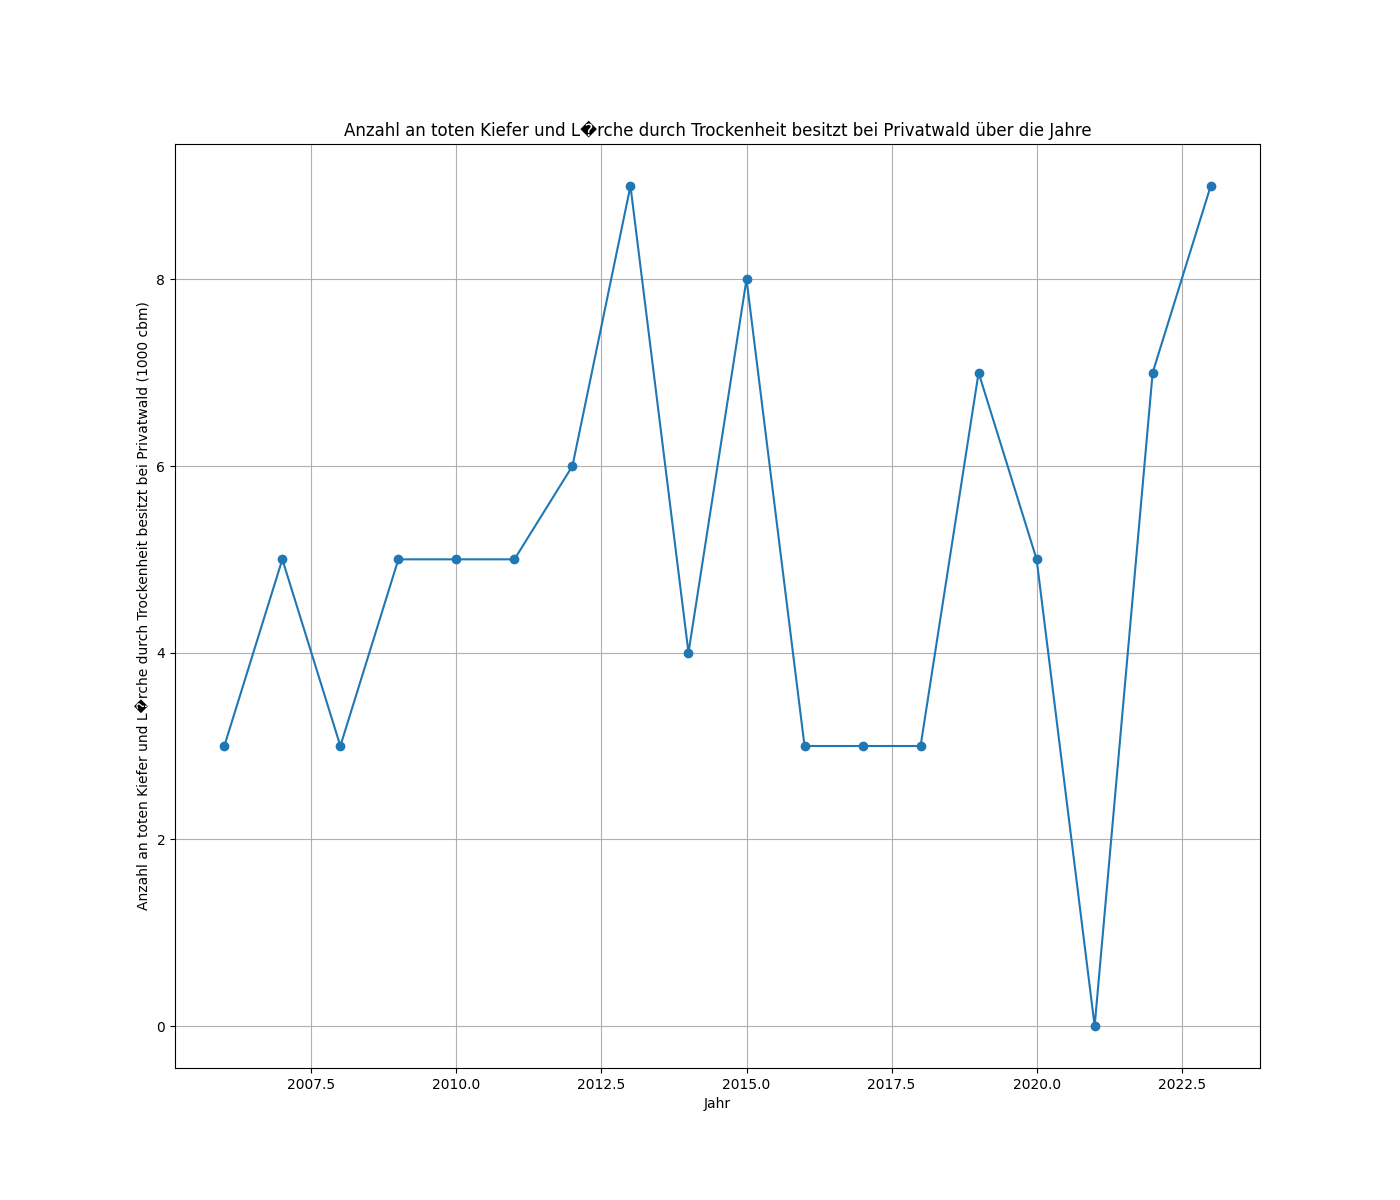 Anzahl an toten Kiefer und L�rche durch Trockenheit besitzt bei Privatwald über die Jahre
Anzahl an toten Kiefer und L�rche durch Trockenheit besitzt bei Privatwald (1000 cbm)
8
6
4
2
0
2007.5 2010.0 2012.5 2015.0 2017.5 2020.0 2022.5
Jahr